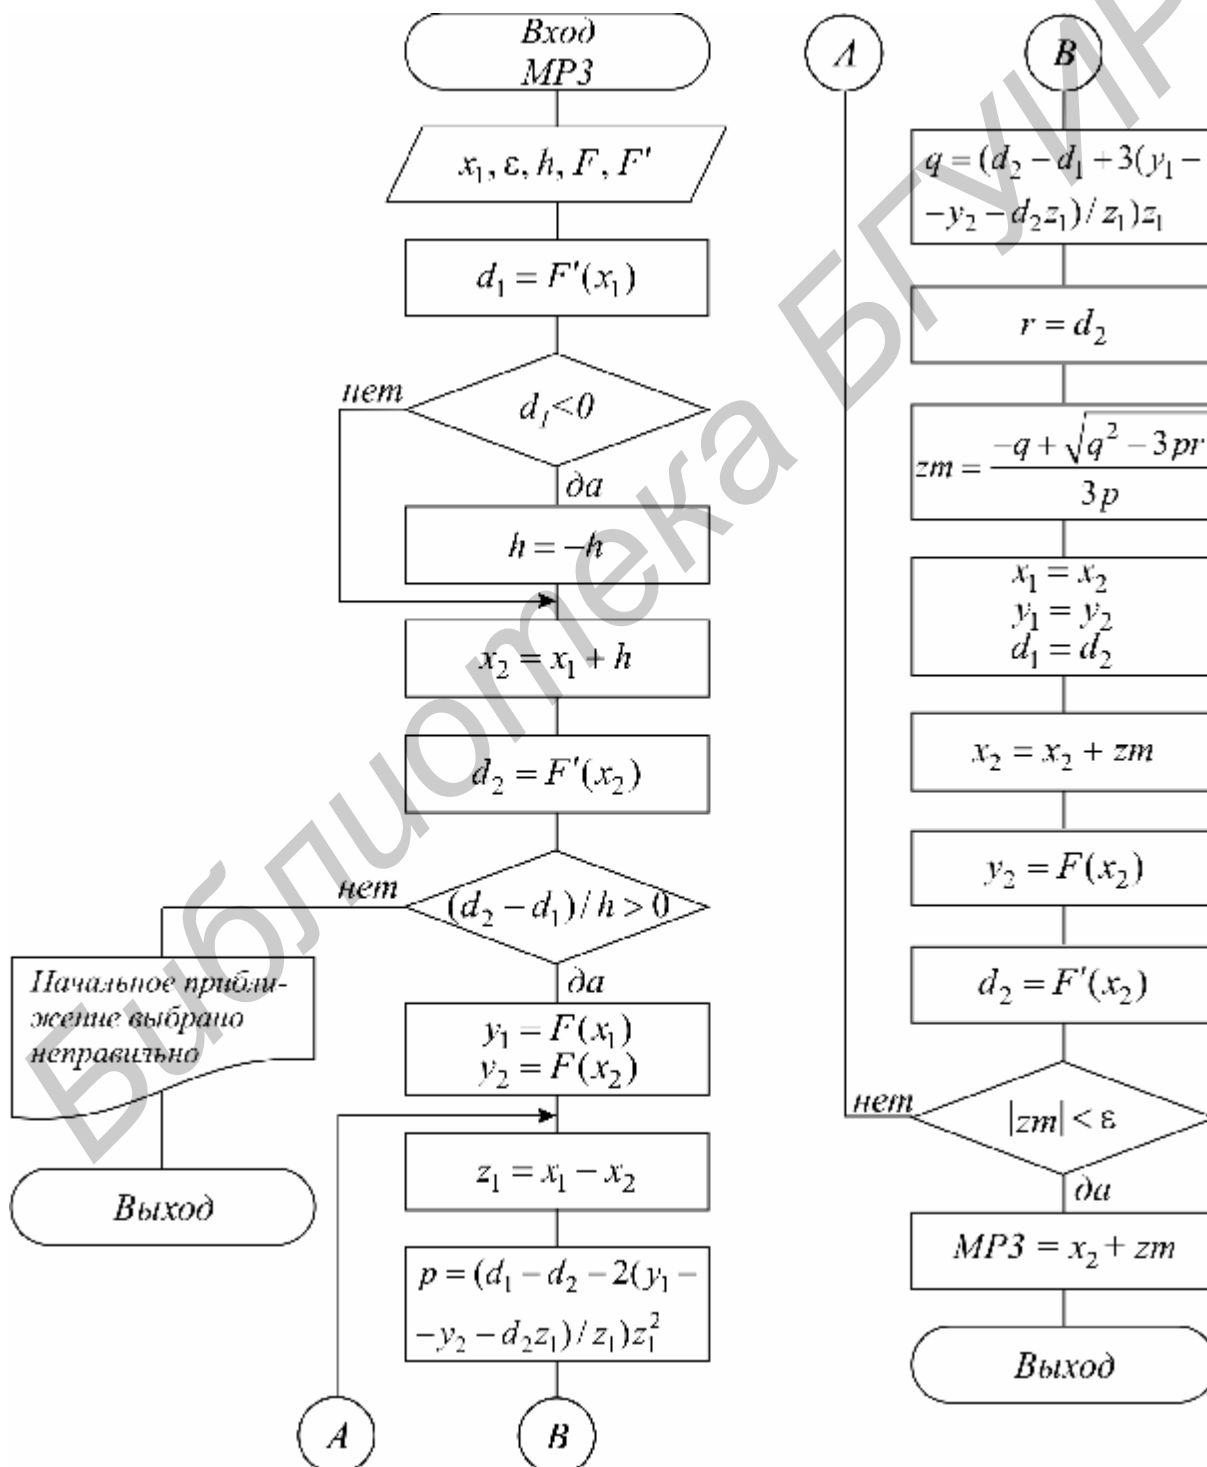 Вход
МР3
x₁, ε, h, F, F'
d₁ = F'(x₁)
нет
d₁<0
да
h = −h
x₂ = x₁ + h
d₂ = F'(x₂)
нет
(d₂ − d₁) / h > 0
да
Начальное прибли-
жение выбрано
неправильно
Выход
y₁ = F(x₁)
y₂ = F(x₂)
z₁ = x₁ − x₂
p = (d₁ − d₂ − 2(y₁ −
−y₂ − d₂z₁) / z₁)z₁²
А
В
А
В
q = (d₂ − d₁ + 3(y₁ −
−y₂ − d₂z₁) / z₁)z₁
r = d₂
zm = (−q + √(q² − 3pr)) / 3p
x₁ = x₂
y₁ = y₂
d₁ = d₂
x₂ = x₂ + zm
y₂ = F(x₂)
d₂ = F'(x₂)
нет
|zm| < ε
да
МР3 = x₂ + zm
Выход
Библиотека БГУИР